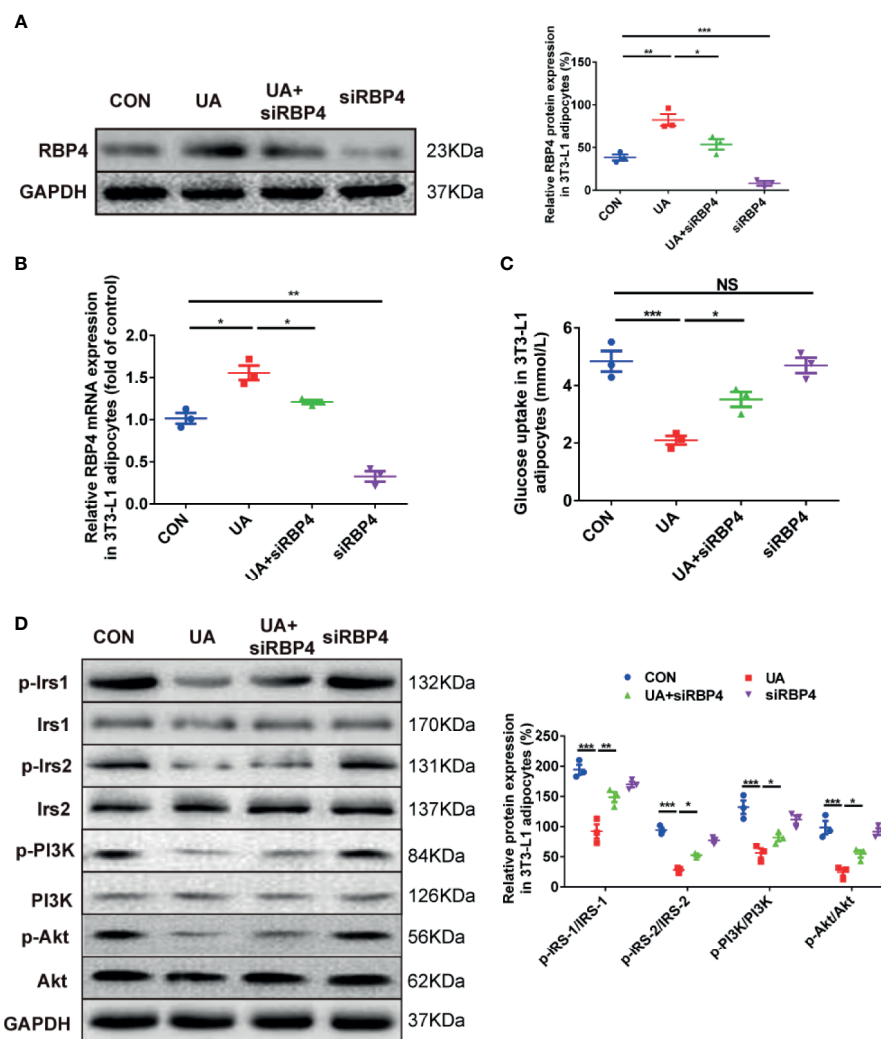 A
CON
UA
UA+
siRBP4
siRBP4
RBP4
23KDa
GAPDH
37KDa
Relative RBP4 protein expression
in 3T3-L1 adipocytes (%)
150
100
50
0
***
**
*
CON
UA
UA+siRBP4
siRBP4
B
Relative RBP4 mRNA expression
in 3T3-L1 adipocytes (fold of control)
2.0
1.5
1.0
0.5
0.0
**
*
*
CON
UA
UA+siRBP4
siRBP4
C
Glucose uptake in 3T3-L1
adipocytes (mmol/L)
6
4
2
0
NS
***
*
CON
UA
UA+siRBP4
siRBP4
D
CON
UA
UA+
siRBP4
siRBP4
p-Irs1
132KDa
Irs1
170KDa
p-Irs2
131KDa
Irs2
137KDa
p-PI3K
84KDa
PI3K
126KDa
p-Akt
56KDa
Akt
62KDa
GAPDH
37KDa
CON
UA
UA+siRBP4
siRBP4
Relative protein expression
in 3T3-L1 adipocytes (%)
250
200
150
100
50
0
*** **
*** *
*** *
*** *
p-IRS-1/IRS-1
p-IRS-2/IRS-2
p-PI3K/PI3K
p-Akt/Akt